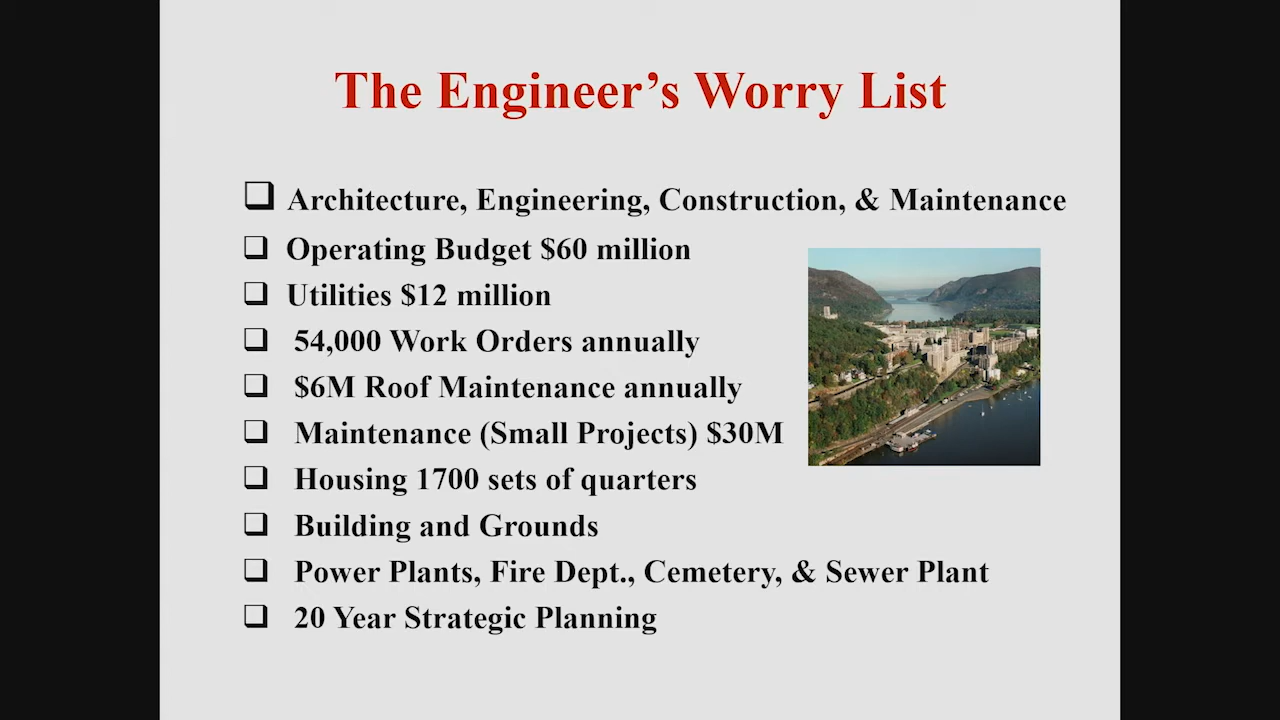 The Engineer’s Worry List
Architecture, Engineering, Construction, & Maintenance
Operating Budget $60 million
Utilities $12 million
54,000 Work Orders annually
$6M Roof Maintenance annually
Maintenance (Small Projects) $30M
Housing 1700 sets of quarters
Building and Grounds
Power Plants, Fire Dept., Cemetery, & Sewer Plant
20 Year Strategic Planning